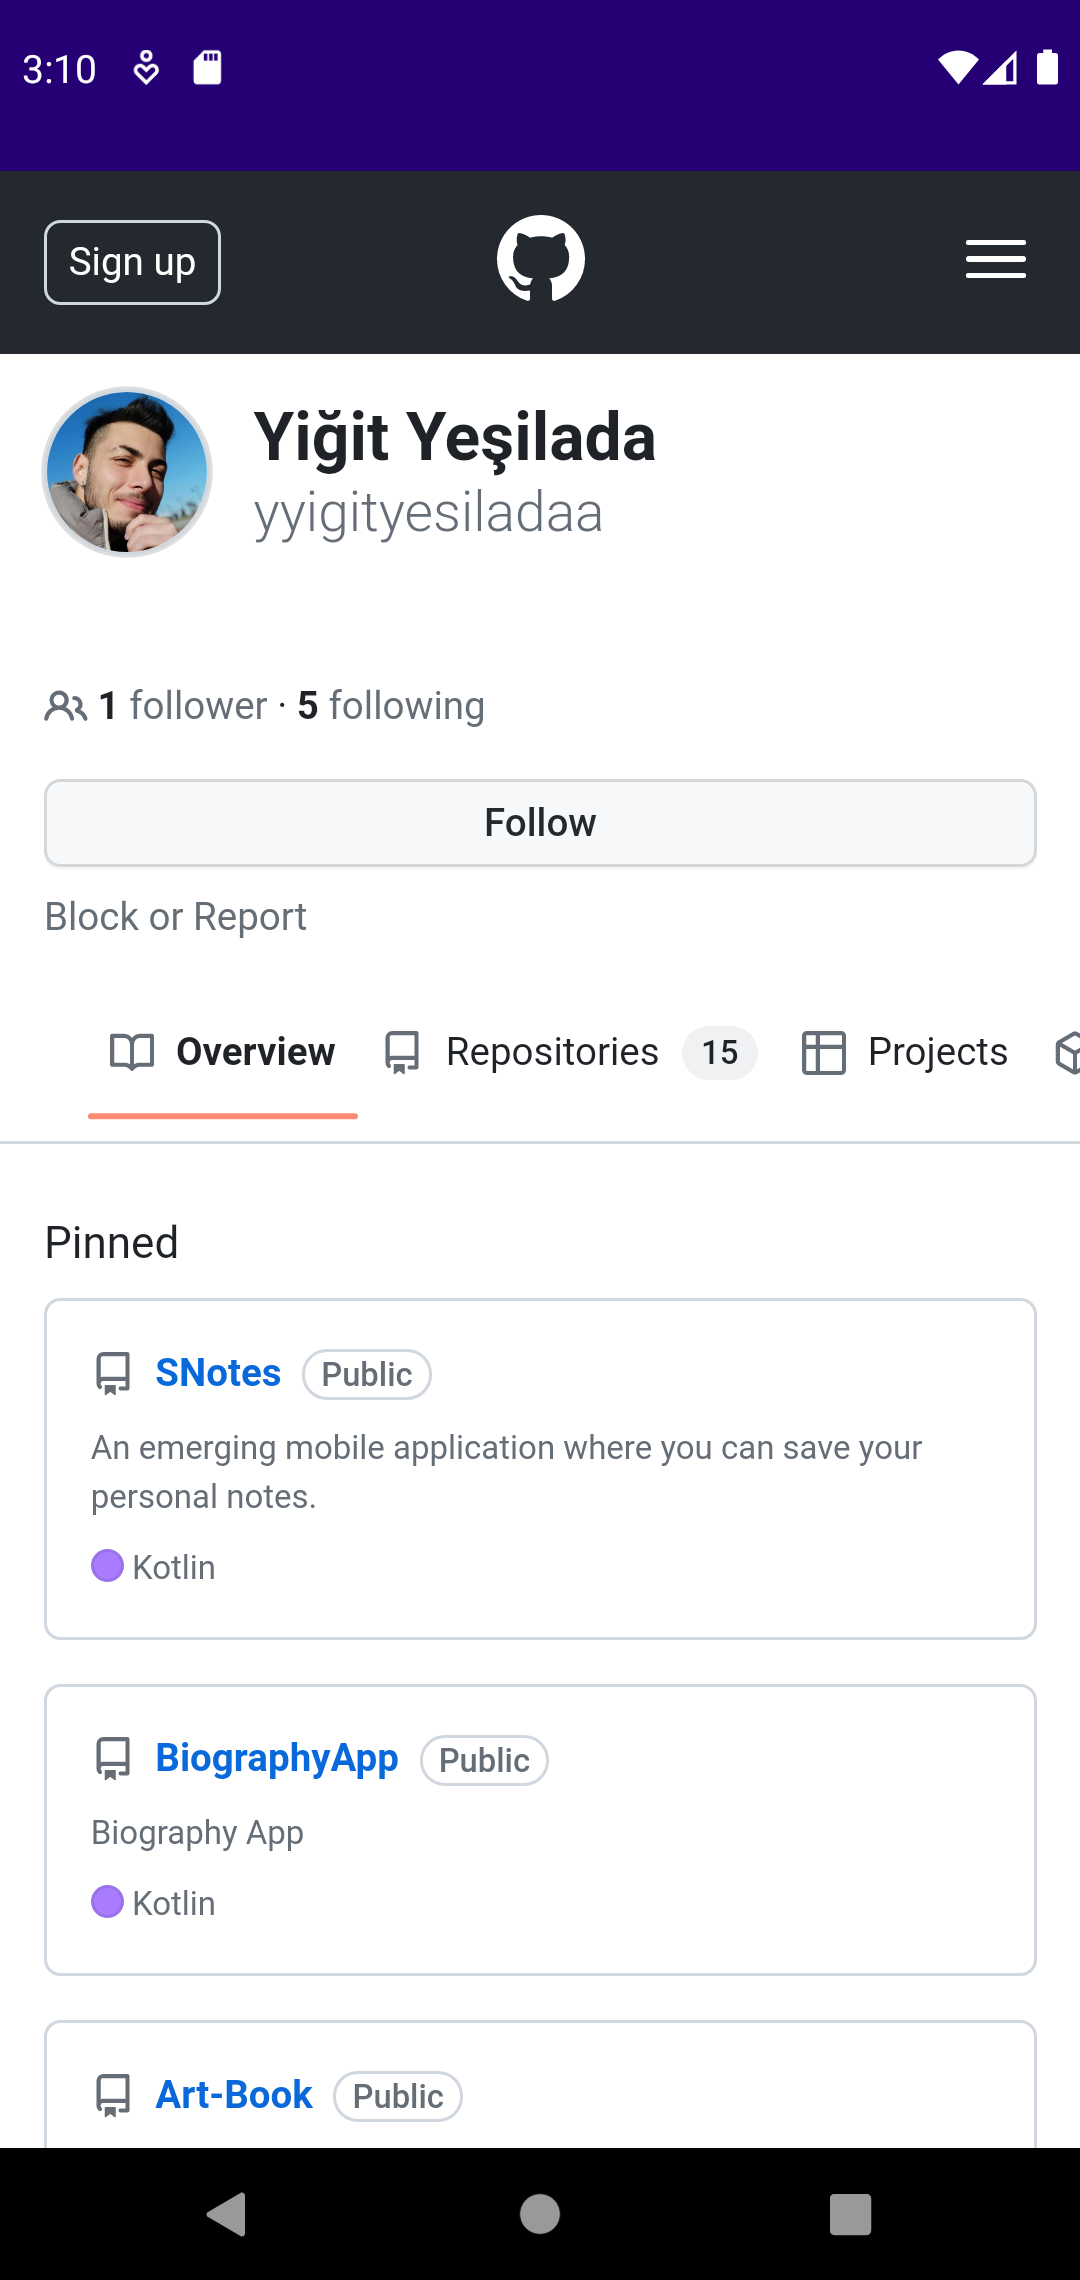 3:10
Sign up
Yiğit Yeşilada
yyigityesiladaa
1 follower · 5 following
Follow
Block or Report
Overview Repositories 15 Projects
Pinned
SNotes Public
An emerging mobile application where you can save your
personal notes.
Kotlin
BiographyApp Public
Biography App
Kotlin
Art-Book Public